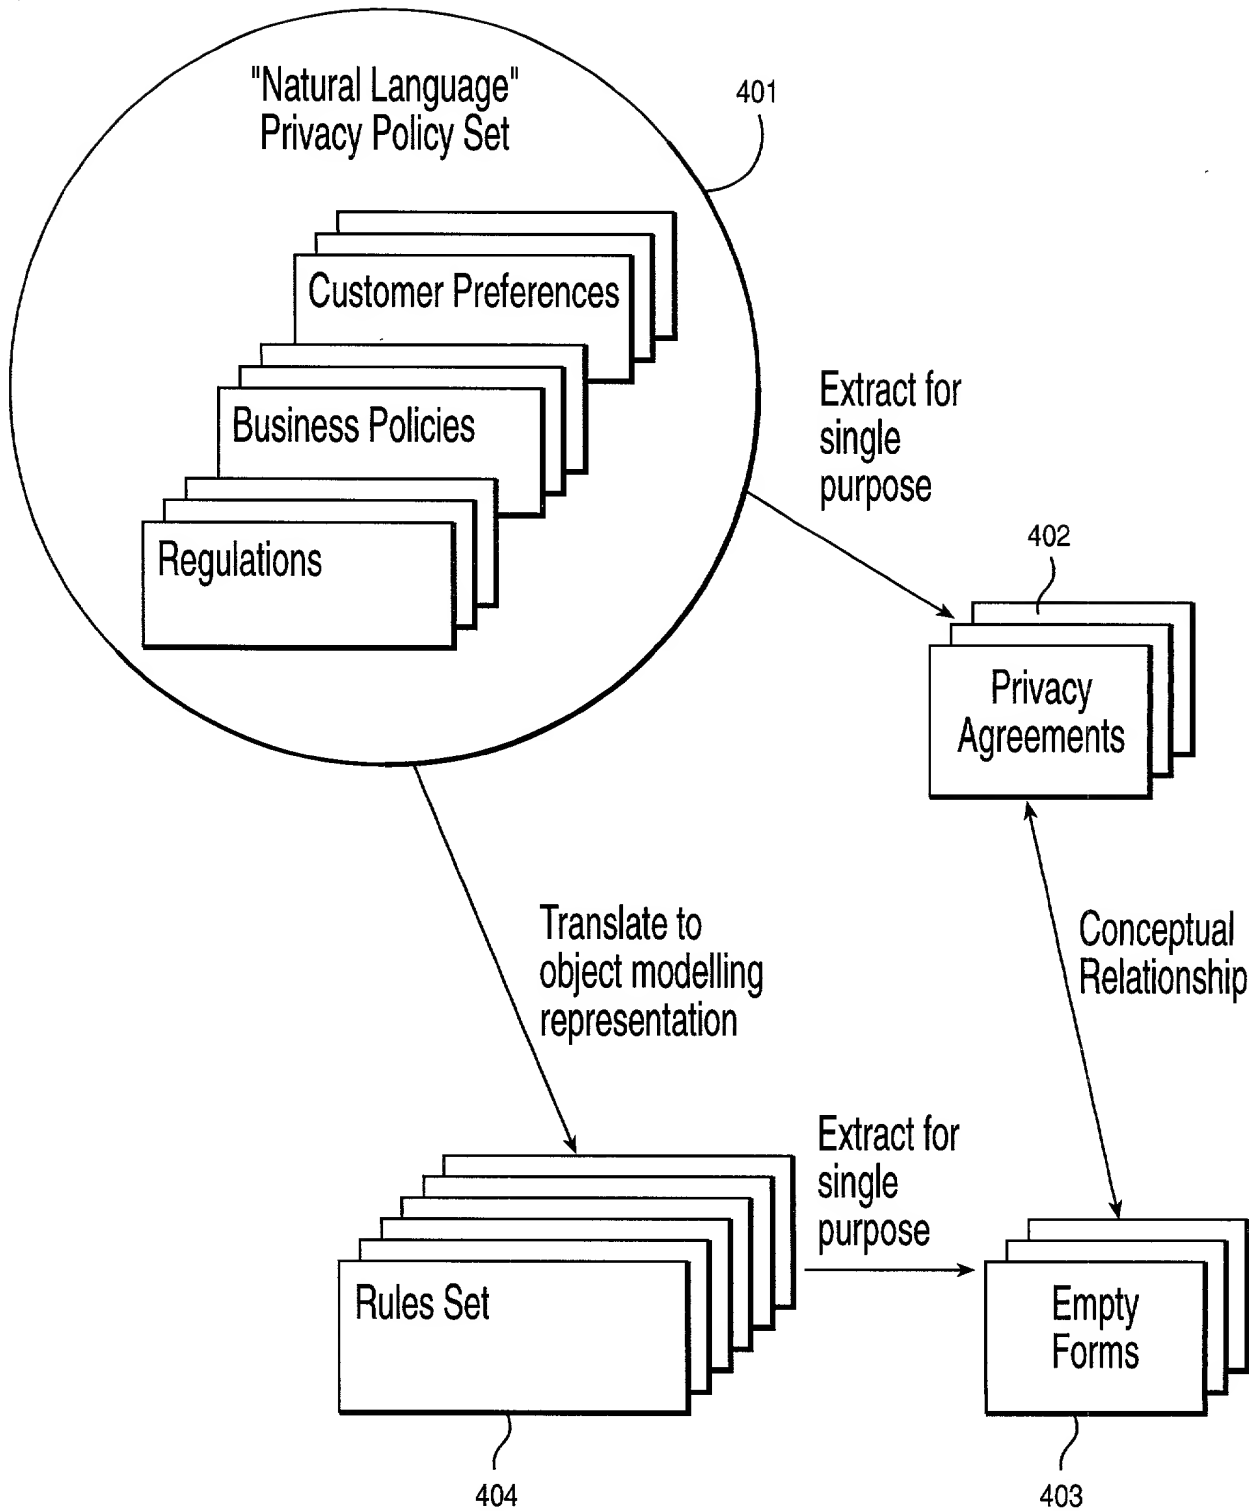 "Natural Language"
Privacy Policy Set
401
Customer Preferences
Business Policies
Regulations
Extract for
single
purpose
402
Privacy
Agreements
Translate to
object modelling
representation
Conceptual
Relationship
Extract for
single
purpose
Rules Set
Empty
Forms
404
403